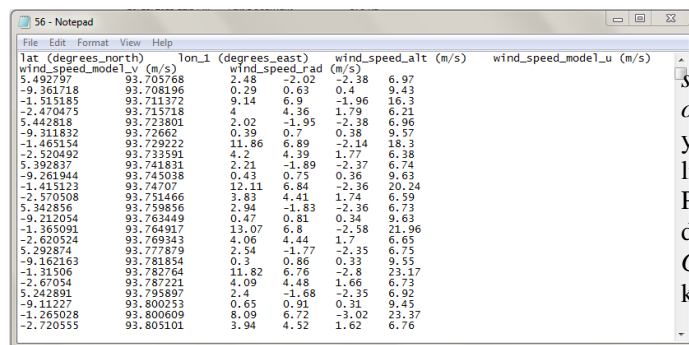 56 - Notepad
File Edit Format View Help
lat (degrees_north) lon_1 (degrees_east) wind_speed_alt (m/s) wind_speed_model_u (m/s)
wind_speed_model_v (m/s) wind_speed_rad (m/s)
5.492797 93.705768 2.48 -2.02 -2.38 6.97
-9.361718 93.708196 0.29 0.63 0.4 9.43
-1.515185 93.711372 9.14 6.9 -1.96 16.3
-2.470475 93.715718 4 4.36 1.79 6.21
5.442818 93.723801 2.02 -1.95 -2.38 6.96
-9.311832 93.72662 0.39 0.7 0.38 9.57
-1.465154 93.729222 11.86 6.89 -2.14 18.3
-2.520492 93.733591 4.2 4.39 1.77 6.38
5.392837 93.741831 2.21 -1.89 -2.37 6.74
-9.261944 93.745038 0.43 0.75 0.36 9.63
-1.415123 93.74707 12.11 6.84 -2.36 20.24
-2.570508 93.751466 3.83 4.41 1.74 6.59
5.342856 93.759856 2.94 -1.83 -2.36 6.73
-9.212054 93.763449 0.47 0.81 0.34 9.63
-1.365091 93.764917 13.07 6.8 -2.58 21.96
-2.620524 93.769343 4.06 4.44 1.7 6.65
5.292874 93.777879 2.54 -1.77 -2.35 6.75
-9.162163 93.781854 0.3 0.86 0.33 9.55
-1.31506 93.782764 11.82 6.76 -2.8 23.17
-2.67054 93.787221 4.09 4.48 1.66 6.73
5.242891 93.795897 2.4 -1.68 -2.35 6.92
-9.11227 93.800253 0.65 0.91 0.31 9.45
-1.265028 93.800609 8.09 6.72 -3.02 23.37
-2.720555 93.805101 3.94 4.52 1.62 6.76